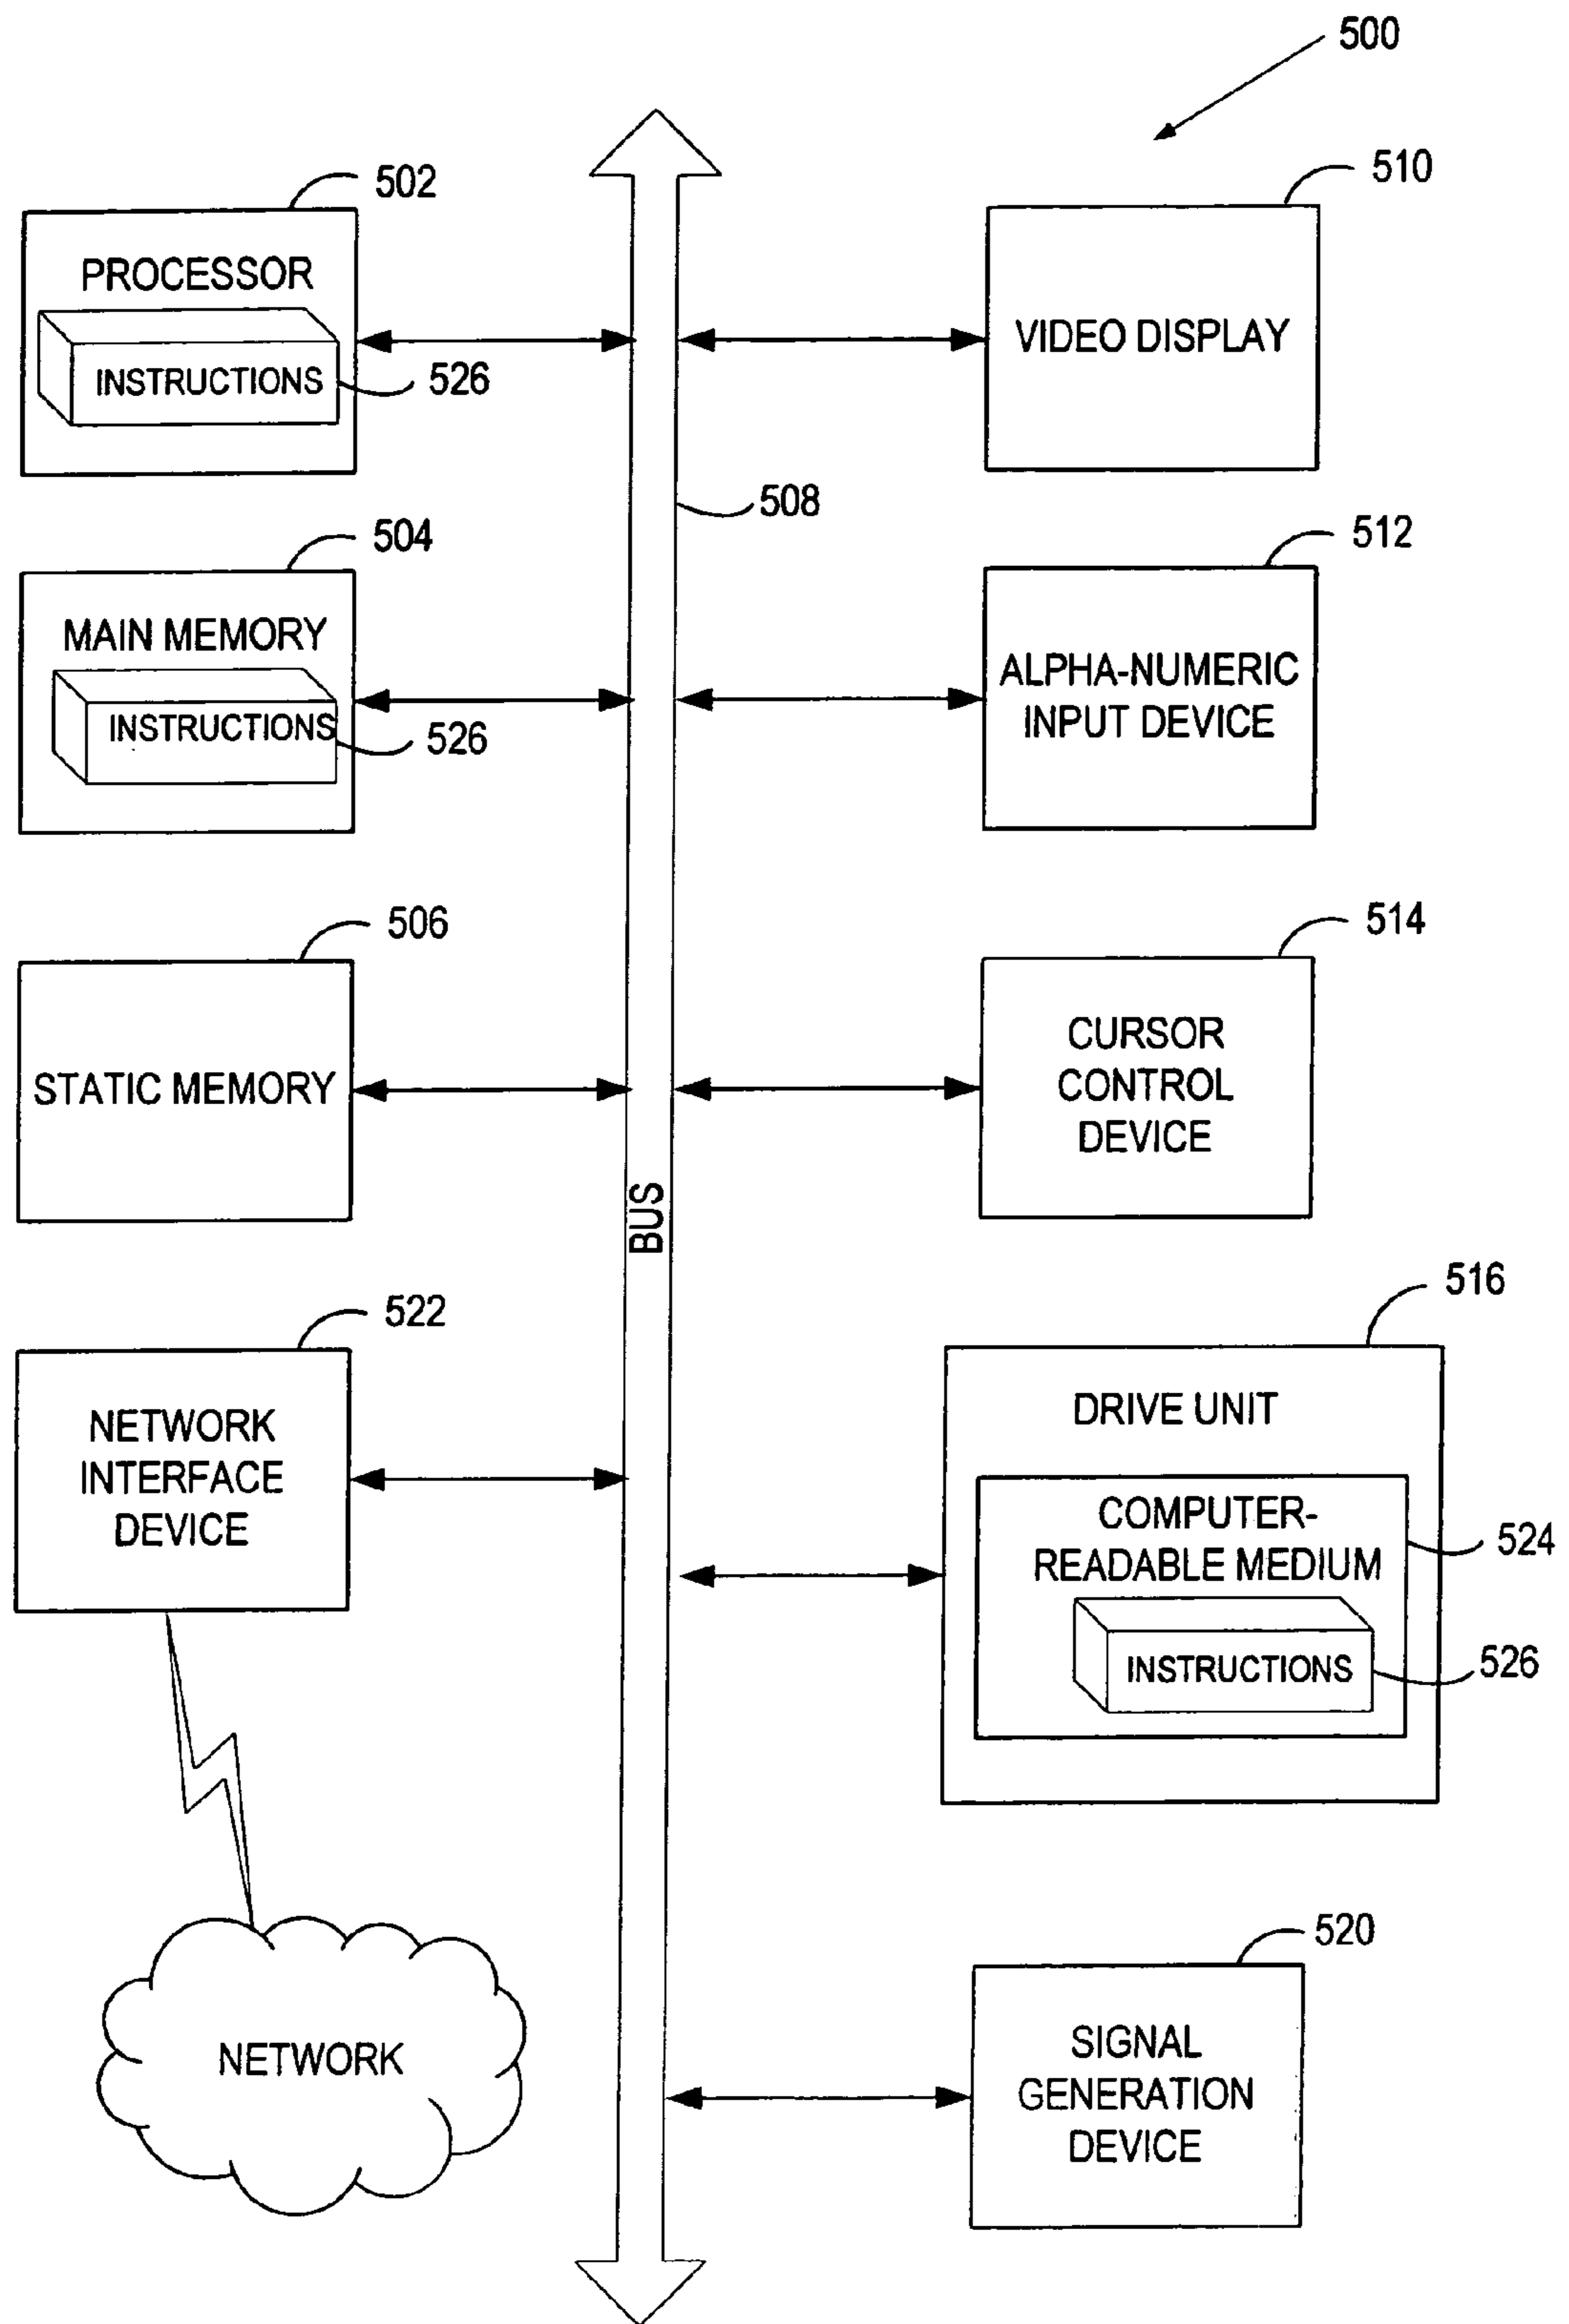 500
502
PROCESSOR
INSTRUCTIONS
526
510
VIDEO DISPLAY
508
504
MAIN MEMORY
INSTRUCTIONS
526
512
ALPHA-NUMERIC
INPUT DEVICE
506
STATIC MEMORY
514
CURSOR
CONTROL
DEVICE
BUS
522
NETWORK
INTERFACE
DEVICE
516
DRIVE UNIT
COMPUTER-
READABLE MEDIUM
524
INSTRUCTIONS
526
NETWORK
520
SIGNAL
GENERATION
DEVICE